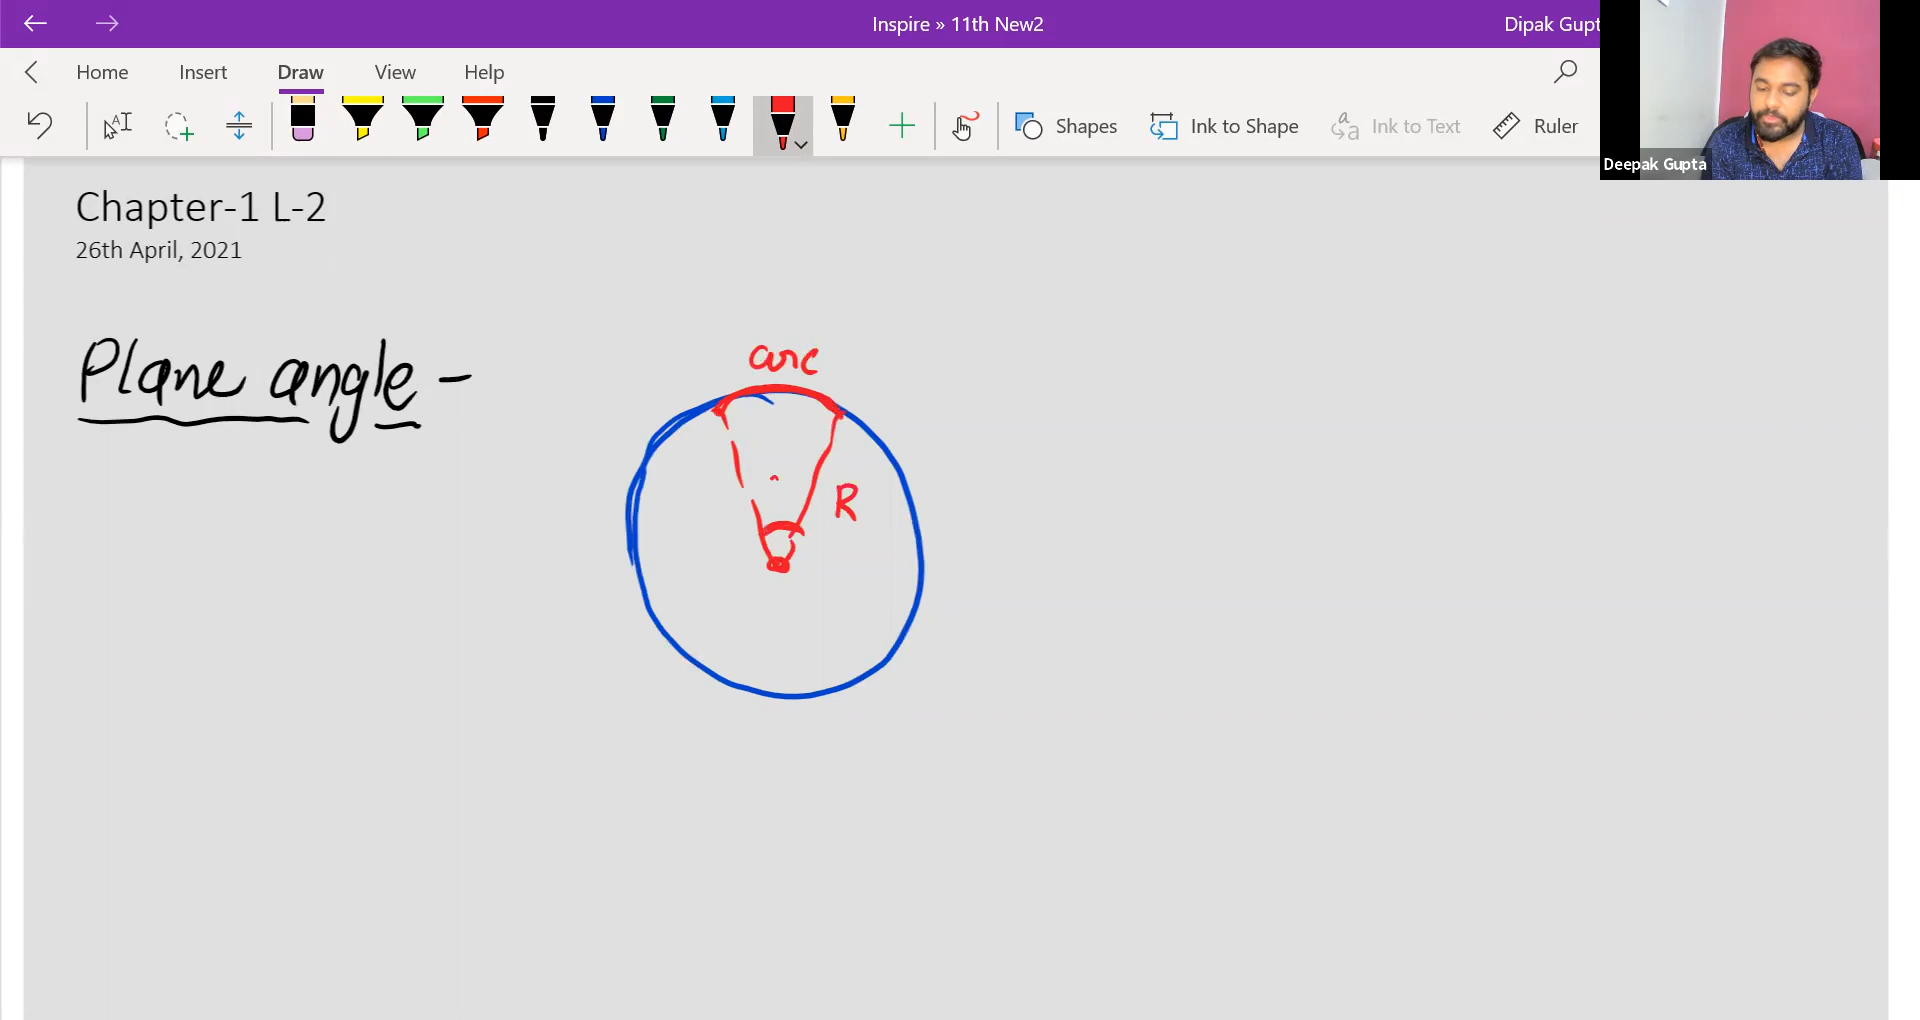 Inspire » 11th New2
Dipak Gupt
Home Insert Draw View Help
Shapes Ink to Shape Ink to Text Ruler
Deepak Gupta
Chapter-1 L-2
26th April, 2021
Plane angle -
arc
R